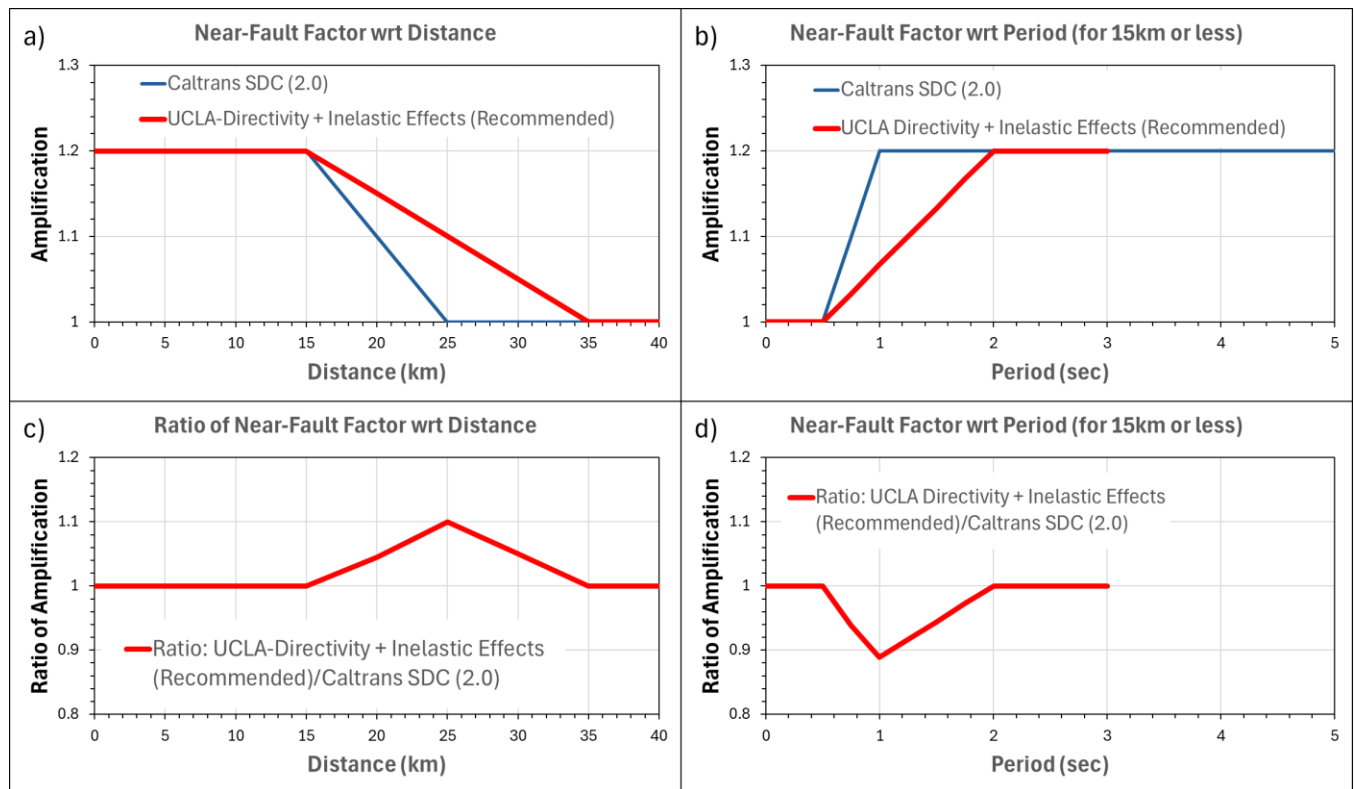 a)
Near-Fault Factor wrt Distance
1.3
Caltrans SDC (2.0)
UCLA-Directivity + Inelastic Effects (Recommended)
1.2
Amplification
1.1
1
0 5 10 15 20 25 30 35 40
Distance (km)
b)
Near-Fault Factor wrt Period (for 15km or less)
1.3
Caltrans SDC (2.0)
UCLA Directivity + Inelastic Effects (Recommended)
1.2
Amplification
1.1
1
0 1 2 3 4 5
Period (sec)
c)
Ratio of Near-Fault Factor wrt Distance
1.2
1.1
Ratio of Amplification
1
0.9
Ratio: UCLA-Directivity + Inelastic Effects
(Recommended)/Caltrans SDC (2.0)
0.8
0 5 10 15 20 25 30 35 40
Distance (km)
d)
Near-Fault Factor wrt Period (for 15km or less)
1.2
Ratio: UCLA Directivity + Inelastic Effects
(Recommended)/Caltrans SDC (2.0)
1.1
Ratio of Amplification
1
0.9
0.8
0 1 2 3 4 5
Period (sec)